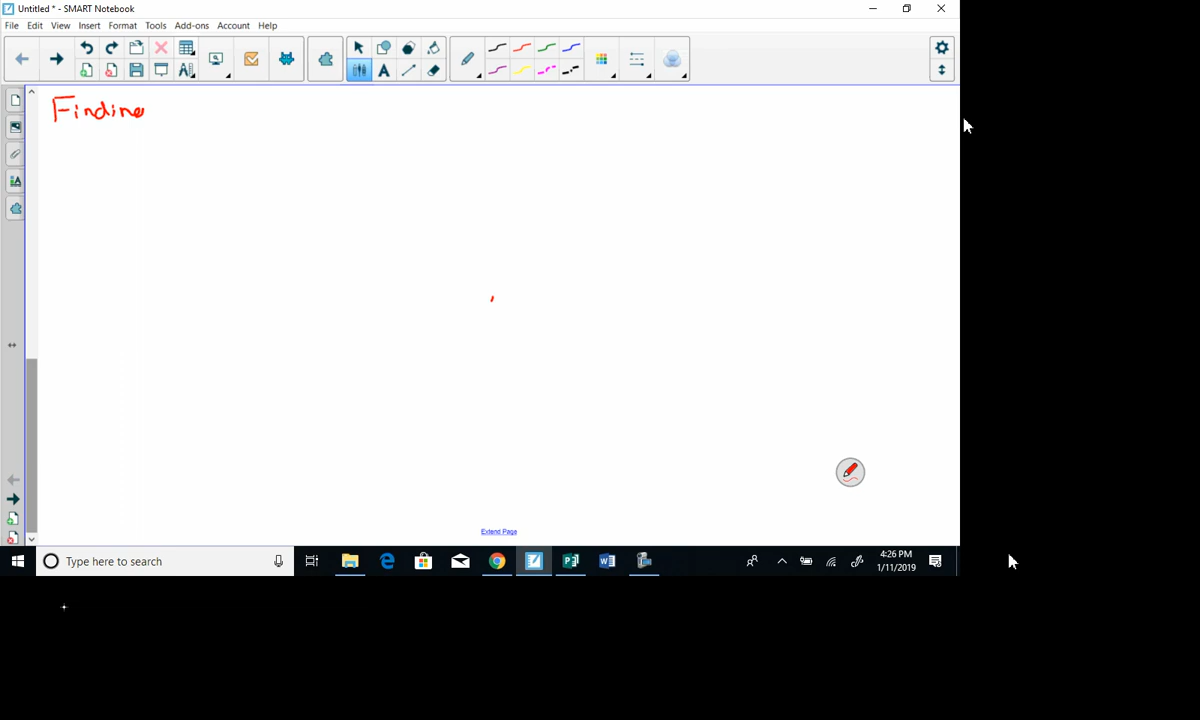 Untitled * - SMART Notebook
File Edit View Insert Format Tools Add-ons Account Help
Findine
Extend Page
Type here to search
4:26 PM
1/11/2019